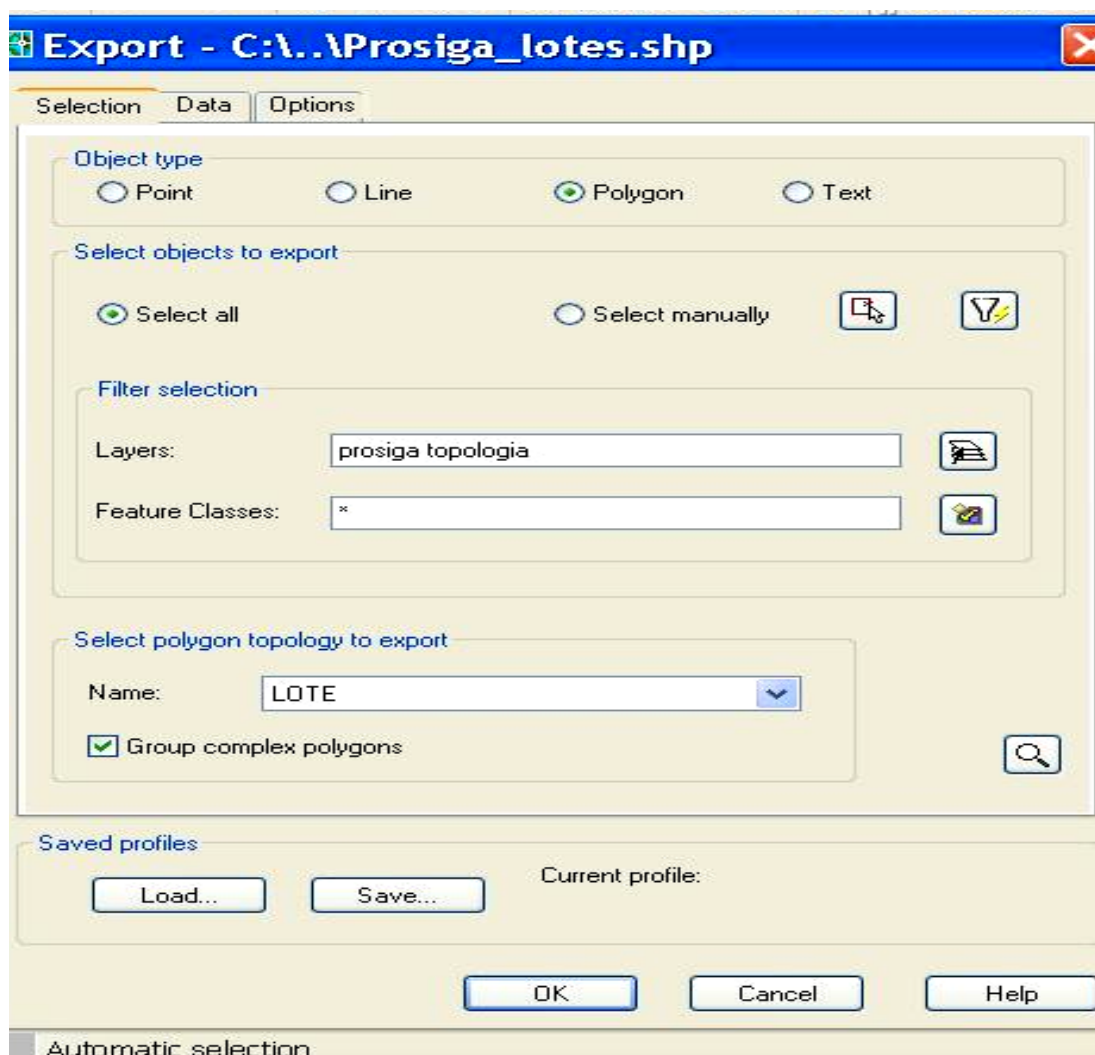 Export - C:\..\Prosiga_lotes.shp
Selection Data Options
Object type
Point Line Polygon Text
Select objects to export
Select all Select manually
Filter selection
Layers: prosiga topologia
Feature Classes: *
Select polygon topology to export
Name: LOTE
Group complex polygons
Saved profiles
Load... Save... Current profile:
OK Cancel Help
Automatic selection